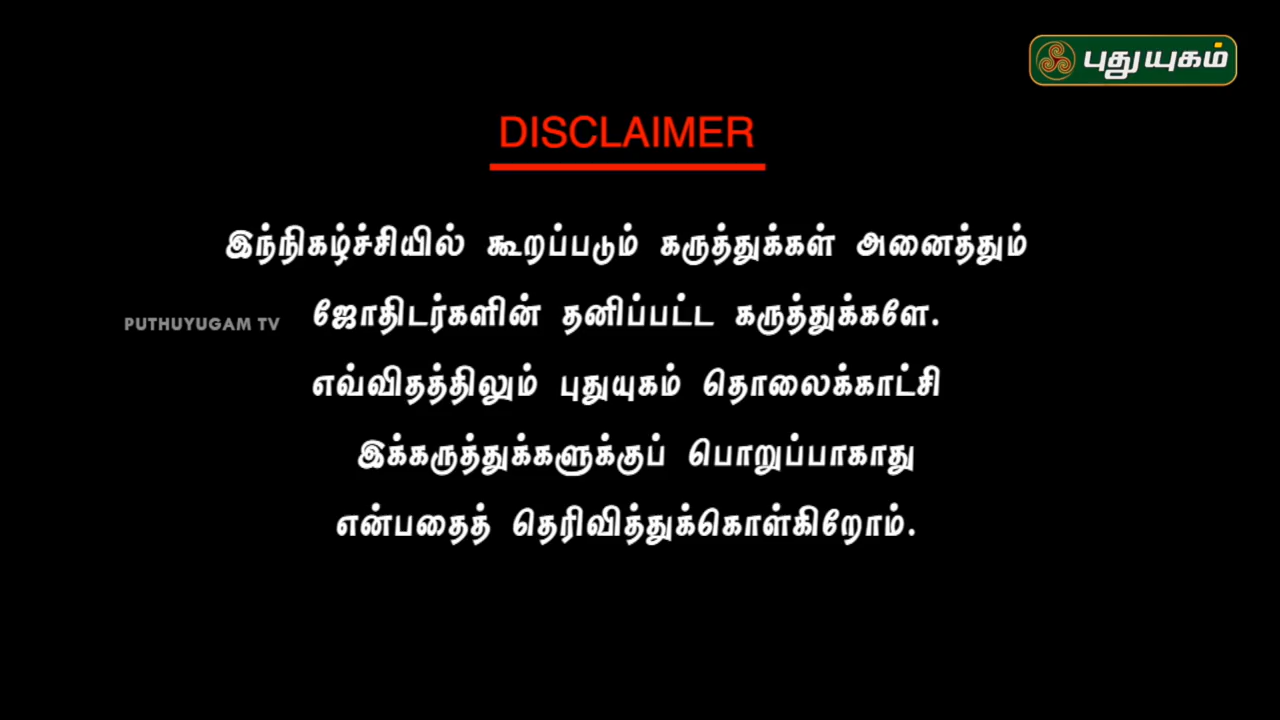 புதுயுகம்
DISCLAIMER
இந்நிகழ்ச்சியில் கூறப்படும் கருத்துக்கள் அனைத்தும்
PUTHUYUGAM TV
ஜோதிடர்களின் தனிப்பட்ட கருத்துக்களே.
எவ்விதத்திலும் புதுயுகம் தொலைக்காட்சி
இக்கருத்துக்களுக்குப் பொறுப்பாகாது
என்பதைத் தெரிவித்துக்கொள்கிறோம்.